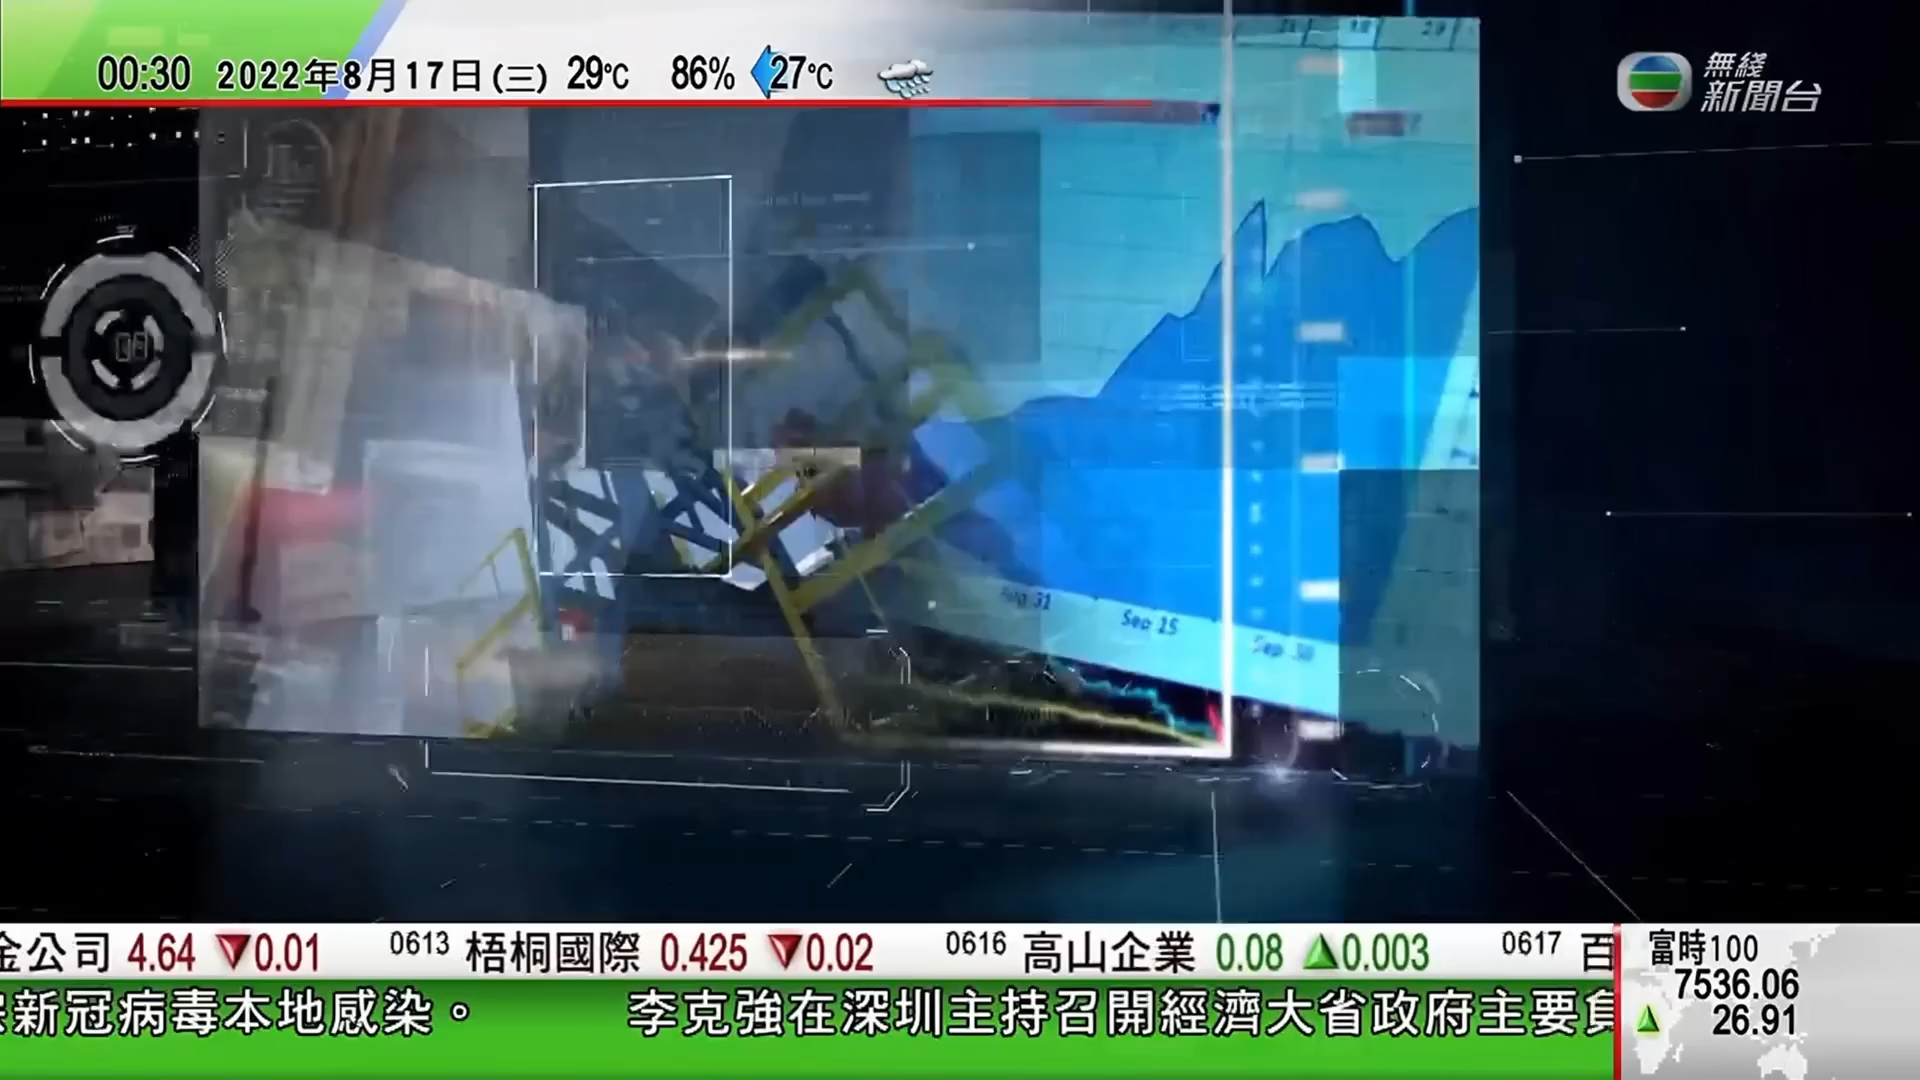 00:30 2022年8月17日(三) 29℃ 86% 27℃
無綫
新聞台
Aug 31
Sep 15
Sep 30
金公司 4.64 ▼0.01 0613 梧桐國際 0.425 ▼0.02 0616 高山企業 0.08 ▲0.003 0617 百
新冠病毒本地感染。 李克強在深圳主持召開經濟大省政府主要負
富時100
7536.06
▲ 26.91